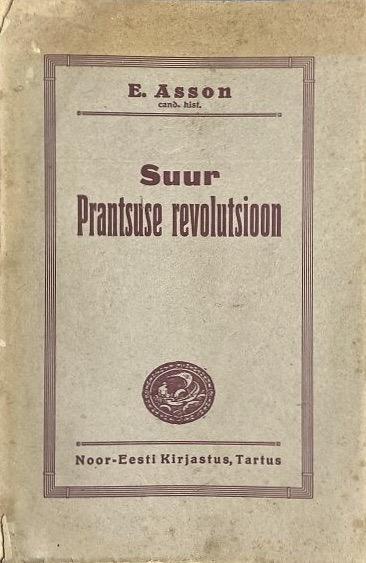 E. Asson
cand. hist.
Suur
Prantsuse revolutsioon
Noor-Eesti Kirjastus, Tartus